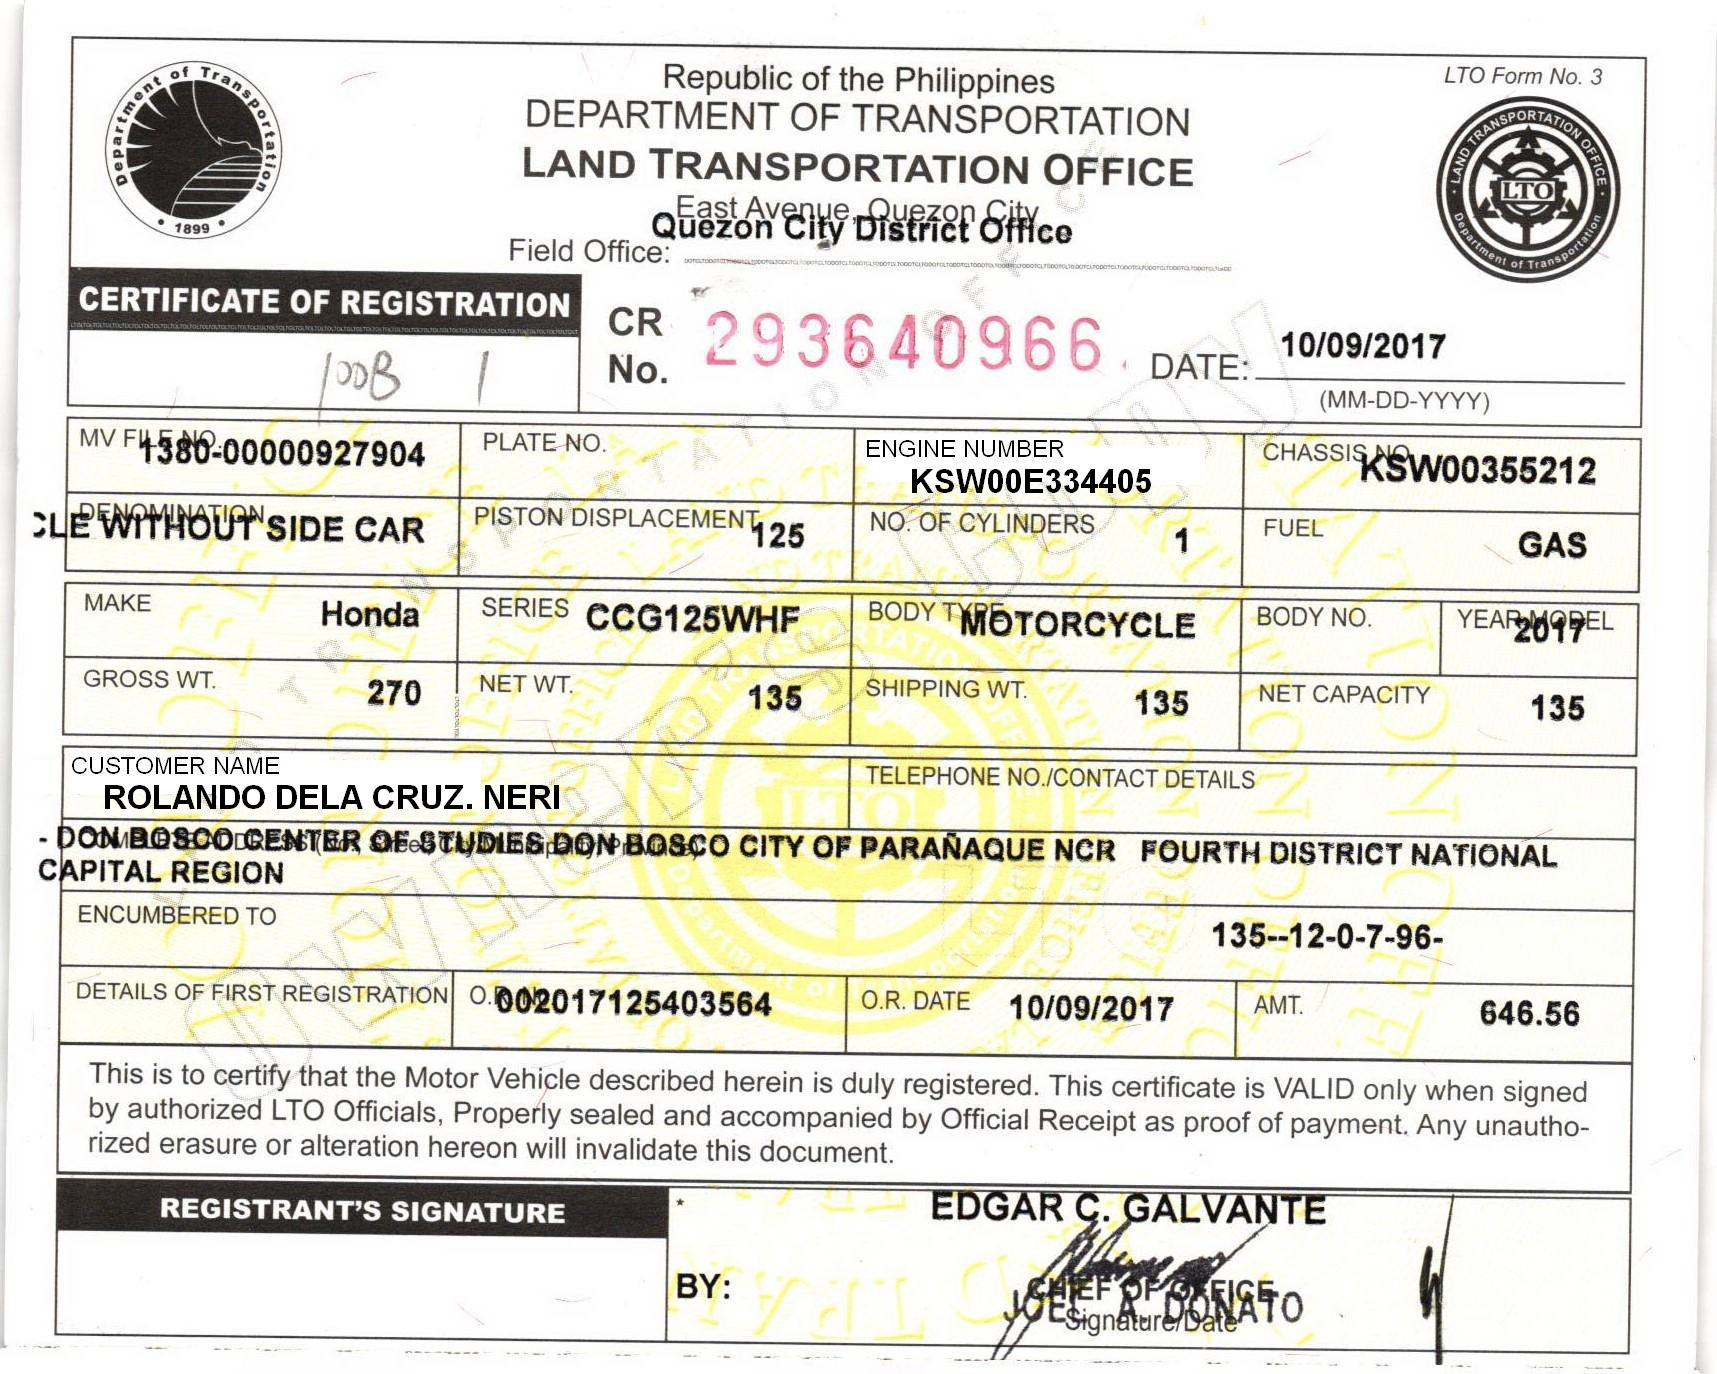 Republic of the Philippines
LTO Form No. 3
DEPARTMENT OF TRANSPORTATION
LAND TRANSPORTATION OFFICE
East Avenue, Quezon City
Quezon City District Office
Field Office:
Department of Transportation
1899
LAND TRANSPORTATION OFFICE
LTO
Department of Transportation
CERTIFICATE OF REGISTRATION
CR No. 293640966
DATE: 10/09/2017
(MM-DD-YYYY)
MV FILE NO. 1380-00000927904
PLATE NO.
ENGINE NUMBER KSW00E334405
CHASSIS NO. KSW00355212
DENOMINATION CLE WITHOUT SIDE CAR
PISTON DISPLACEMENT 125
NO. OF CYLINDERS 1
FUEL GAS
MAKE Honda
SERIES CCG125WHF
BODY TYPE MOTORCYCLE
BODY NO.
YEAR MODEL 2017
GROSS WT. 270
NET WT. 135
SHIPPING WT. 135
NET CAPACITY 135
CUSTOMER NAME
ROLANDO DELA CRUZ. NERI
TELEPHONE NO./CONTACT DETAILS
- DON BOSCO CENTER OF STUDIES DON BOSCO CITY OF PARAÑAQUE NCR FOURTH DISTRICT NATIONAL
CAPITAL REGION
ENCUMBERED TO
135--12-0-7-96-
DETAILS OF FIRST REGISTRATION
O.R. NO. 002017125403564
O.R. DATE 10/09/2017
AMT. 646.56
This is to certify that the Motor Vehicle described herein is duly registered. This certificate is VALID only when signed
by authorized LTO Officials, Properly sealed and accompanied by Official Receipt as proof of payment. Any unautho-
rized erasure or alteration hereon will invalidate this document.
REGISTRANT'S SIGNATURE
*
EDGAR C. GALVANTE
BY:
CHIEF OF OFFICE
JOEL A. DONATO
Signature/Date
Owner's Copy